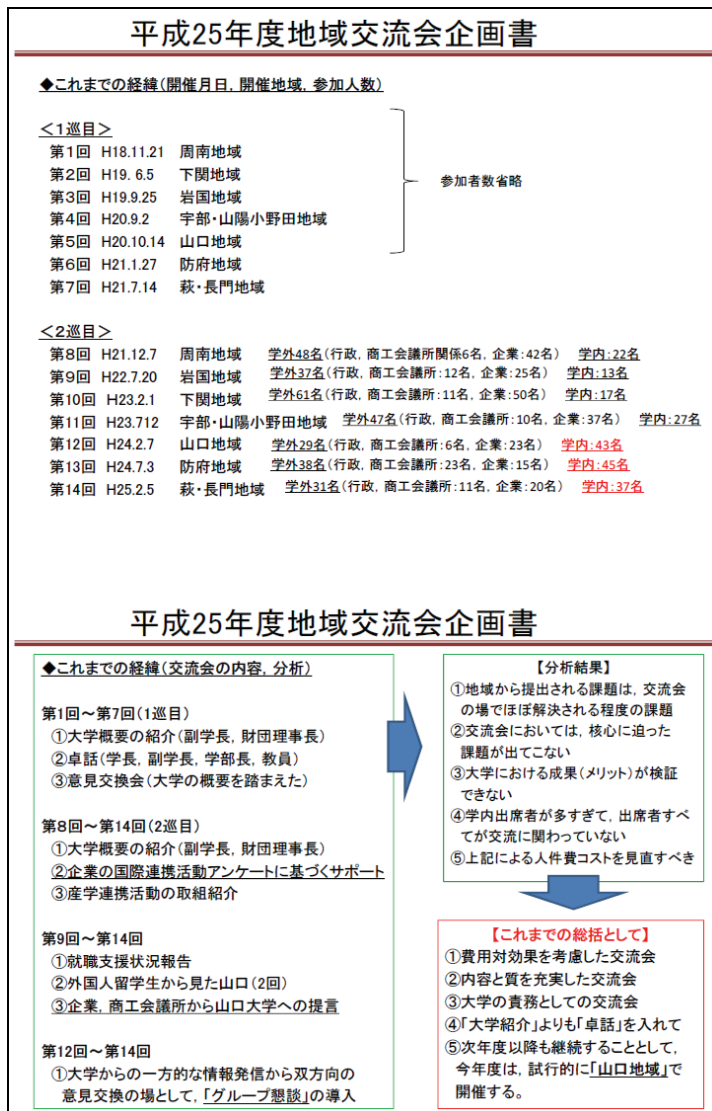 平成25年度地域交流会企画書
◆これまでの経緯(開催月日，開催地域，参加人数)
＜１巡目＞
第１回 H18.11.21 周南地域
第２回 H19. 6.5 下関地域
第３回 H19.9.25 岩国地域
第４回 H20.9.2 宇部・山陽小野田地域
第５回 H20.10.14 山口地域
第６回 H21.1.27 防府地域
第７回 H21.7.14 萩・長門地域
参加者数省略
＜２巡目＞
第８回 H21.12.7 周南地域 学外48名(行政，商工会議所関係6名，企業:42名) 学内:22名
第９回 H22.7.20 岩国地域 学外37名(行政，商工会議所:12名，企業:25名) 学内:13名
第10回 H23.2.1 下関地域 学外61名(行政，商工会議所:11名，企業:50名) 学内:17名
第11回 H23.712 宇部・山陽小野田地域 学外47名(行政，商工会議所:10名，企業:37名) 学内:27名
第12回 H24.2.7 山口地域 学外29名(行政，商工会議所:6名，企業:23名) 学内:43名
第13回 H24.7.3 防府地域 学外38名(行政，商工会議所:23名，企業:15名) 学内:45名
第14回 H25.2.5 萩・長門地域 学外31名(行政，商工会議所:11名，企業:20名) 学内:37名
平成25年度地域交流会企画書
◆これまでの経緯(交流会の内容，分析)
第１回～第７回(１巡目)
①大学概要の紹介(副学長，財団理事長)
②卓話(学長，副学長，学部長，教員)
③意見交換会(大学の概要を踏まえた)
第８回～第14回(２巡目)
①大学概要の紹介(副学長，財団理事長)
②企業の国際連携活動アンケートに基づくサポート
③産学連携活動の取組紹介
第９回～第14回
①就職支援状況報告
②外国人留学生から見た山口(2回)
③企業，商工会議所から山口大学への提言
第12回～第14回
①大学からの一方的な情報発信から双方向の
意見交換の場として，「グループ懇談」の導入
【分析結果】
①地域から提出される課題は，交流会
の場でほぼ解決される程度の課題
②交流会においては，核心に迫った
課題が出てこない
③大学における成果(メリット)が検証
できない
④学内出席者が多すぎて，出席者すべ
てが交流に関わっていない
⑤上記による人件費コストを見直すべき
【これまでの総括として】
①費用対効果を考慮した交流会
②内容と質を充実した交流会
③大学の責務としての交流会
④「大学紹介」よりも「卓話」を入れて
⑤次年度以降も継続することとして，
今年度は，試行的に「山口地域」で
開催する。